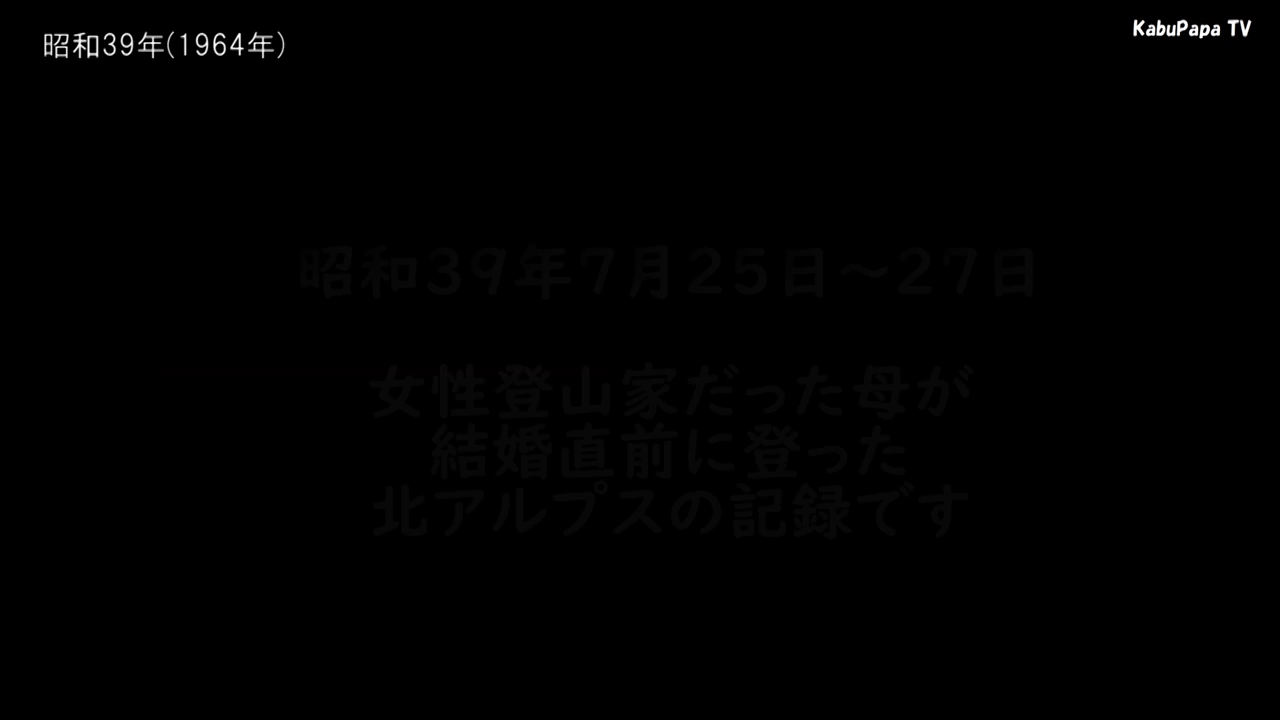 昭和39年(1964年)
KabuPapa TV
昭和39年7月25日～27日
女性登山家だった母が
結婚直前に登った
北アルプスの記録です